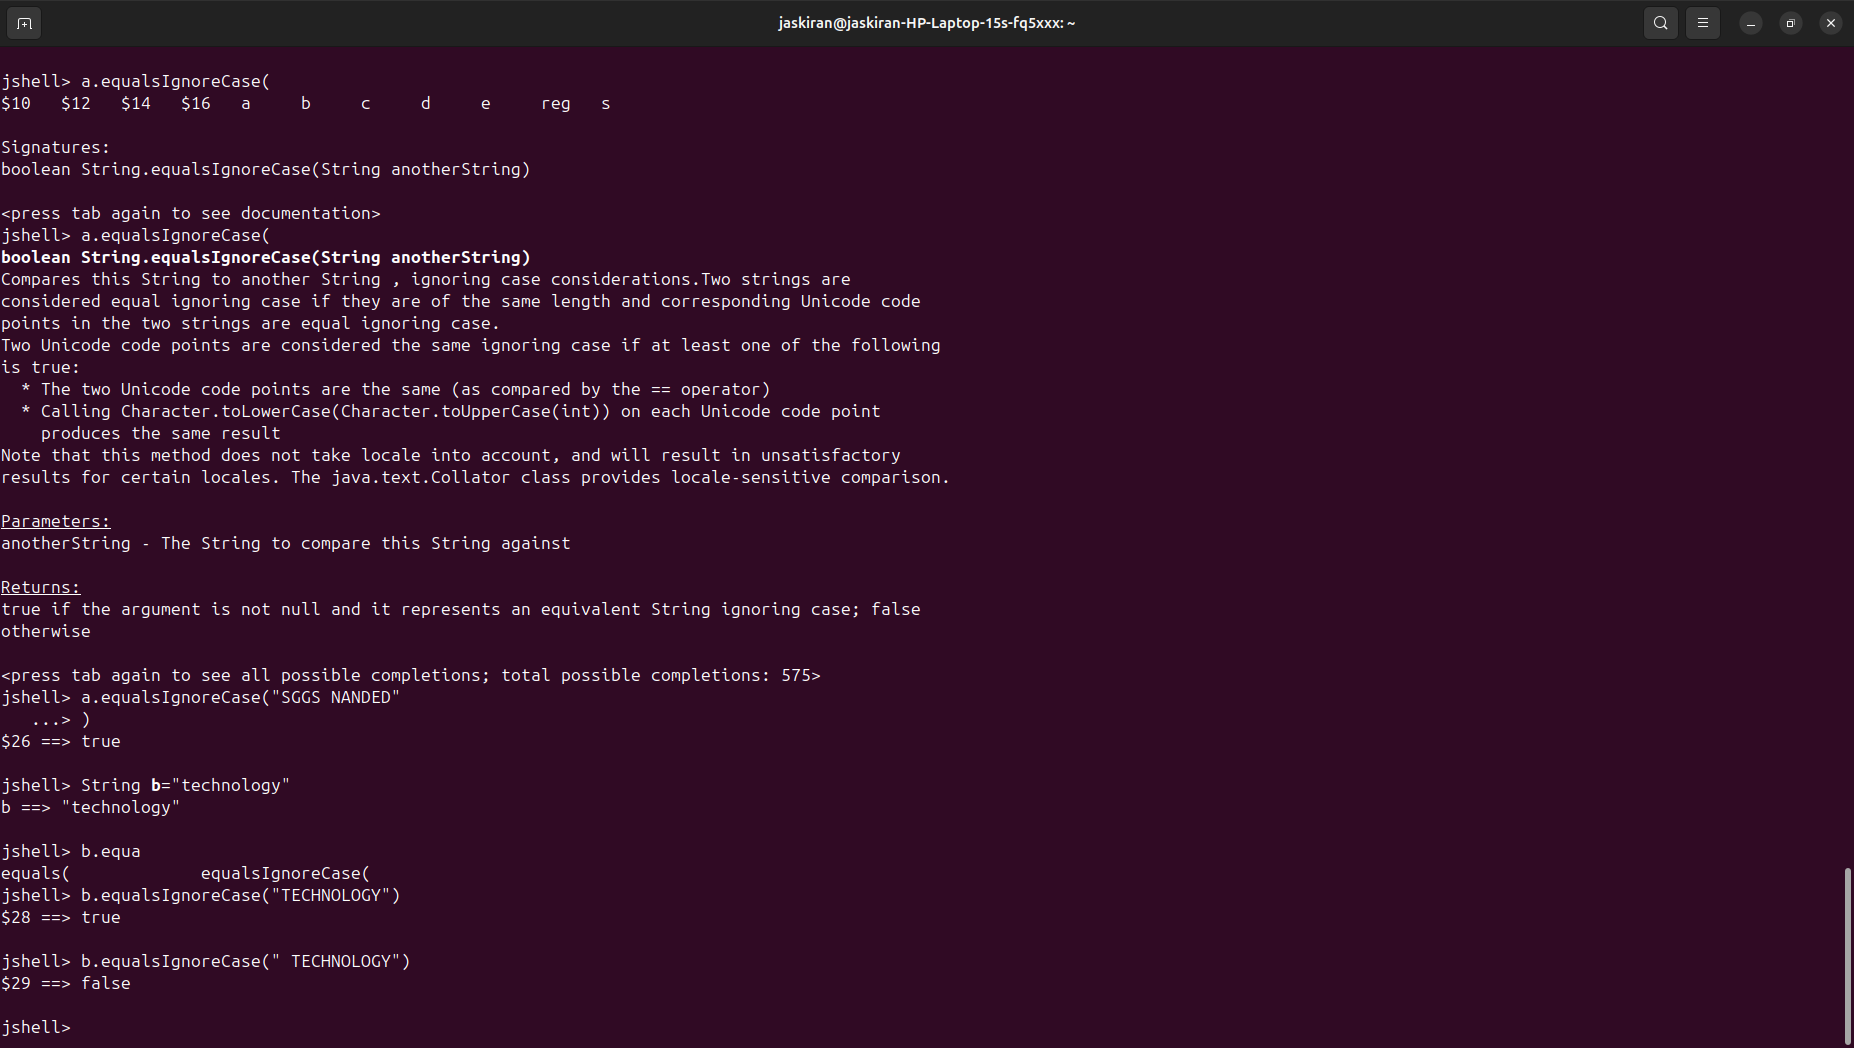 jaskiran@jaskiran-HP-Laptop-15s-fq5xxx: ~
jshell> a.equalsIgnoreCase(
$10   $12   $14   $16   a     b     c     d     e     reg   s
Signatures:
boolean String.equalsIgnoreCase(String anotherString)
<press tab again to see documentation>
jshell> a.equalsIgnoreCase(
boolean String.equalsIgnoreCase(String anotherString)
Compares this String to another String , ignoring case considerations.Two strings are
considered equal ignoring case if they are of the same length and corresponding Unicode code
points in the two strings are equal ignoring case.
Two Unicode code points are considered the same ignoring case if at least one of the following
is true:
  * The two Unicode code points are the same (as compared by the == operator)
  * Calling Character.toLowerCase(Character.toUpperCase(int)) on each Unicode code point
    produces the same result
Note that this method does not take locale into account, and will result in unsatisfactory
results for certain locales. The java.text.Collator class provides locale-sensitive comparison.
Parameters:
anotherString - The String to compare this String against
Returns:
true if the argument is not null and it represents an equivalent String ignoring case; false
otherwise
<press tab again to see all possible completions; total possible completions: 575>
jshell> a.equalsIgnoreCase("SGGS NANDED"
   ...> )
$26 ==> true
jshell> String b="technology"
b ==> "technology"
jshell> b.equa
equals(             equalsIgnoreCase(
jshell> b.equalsIgnoreCase("TECHNOLOGY")
$28 ==> true
jshell> b.equalsIgnoreCase(" TECHNOLOGY")
$29 ==> false
jshell>